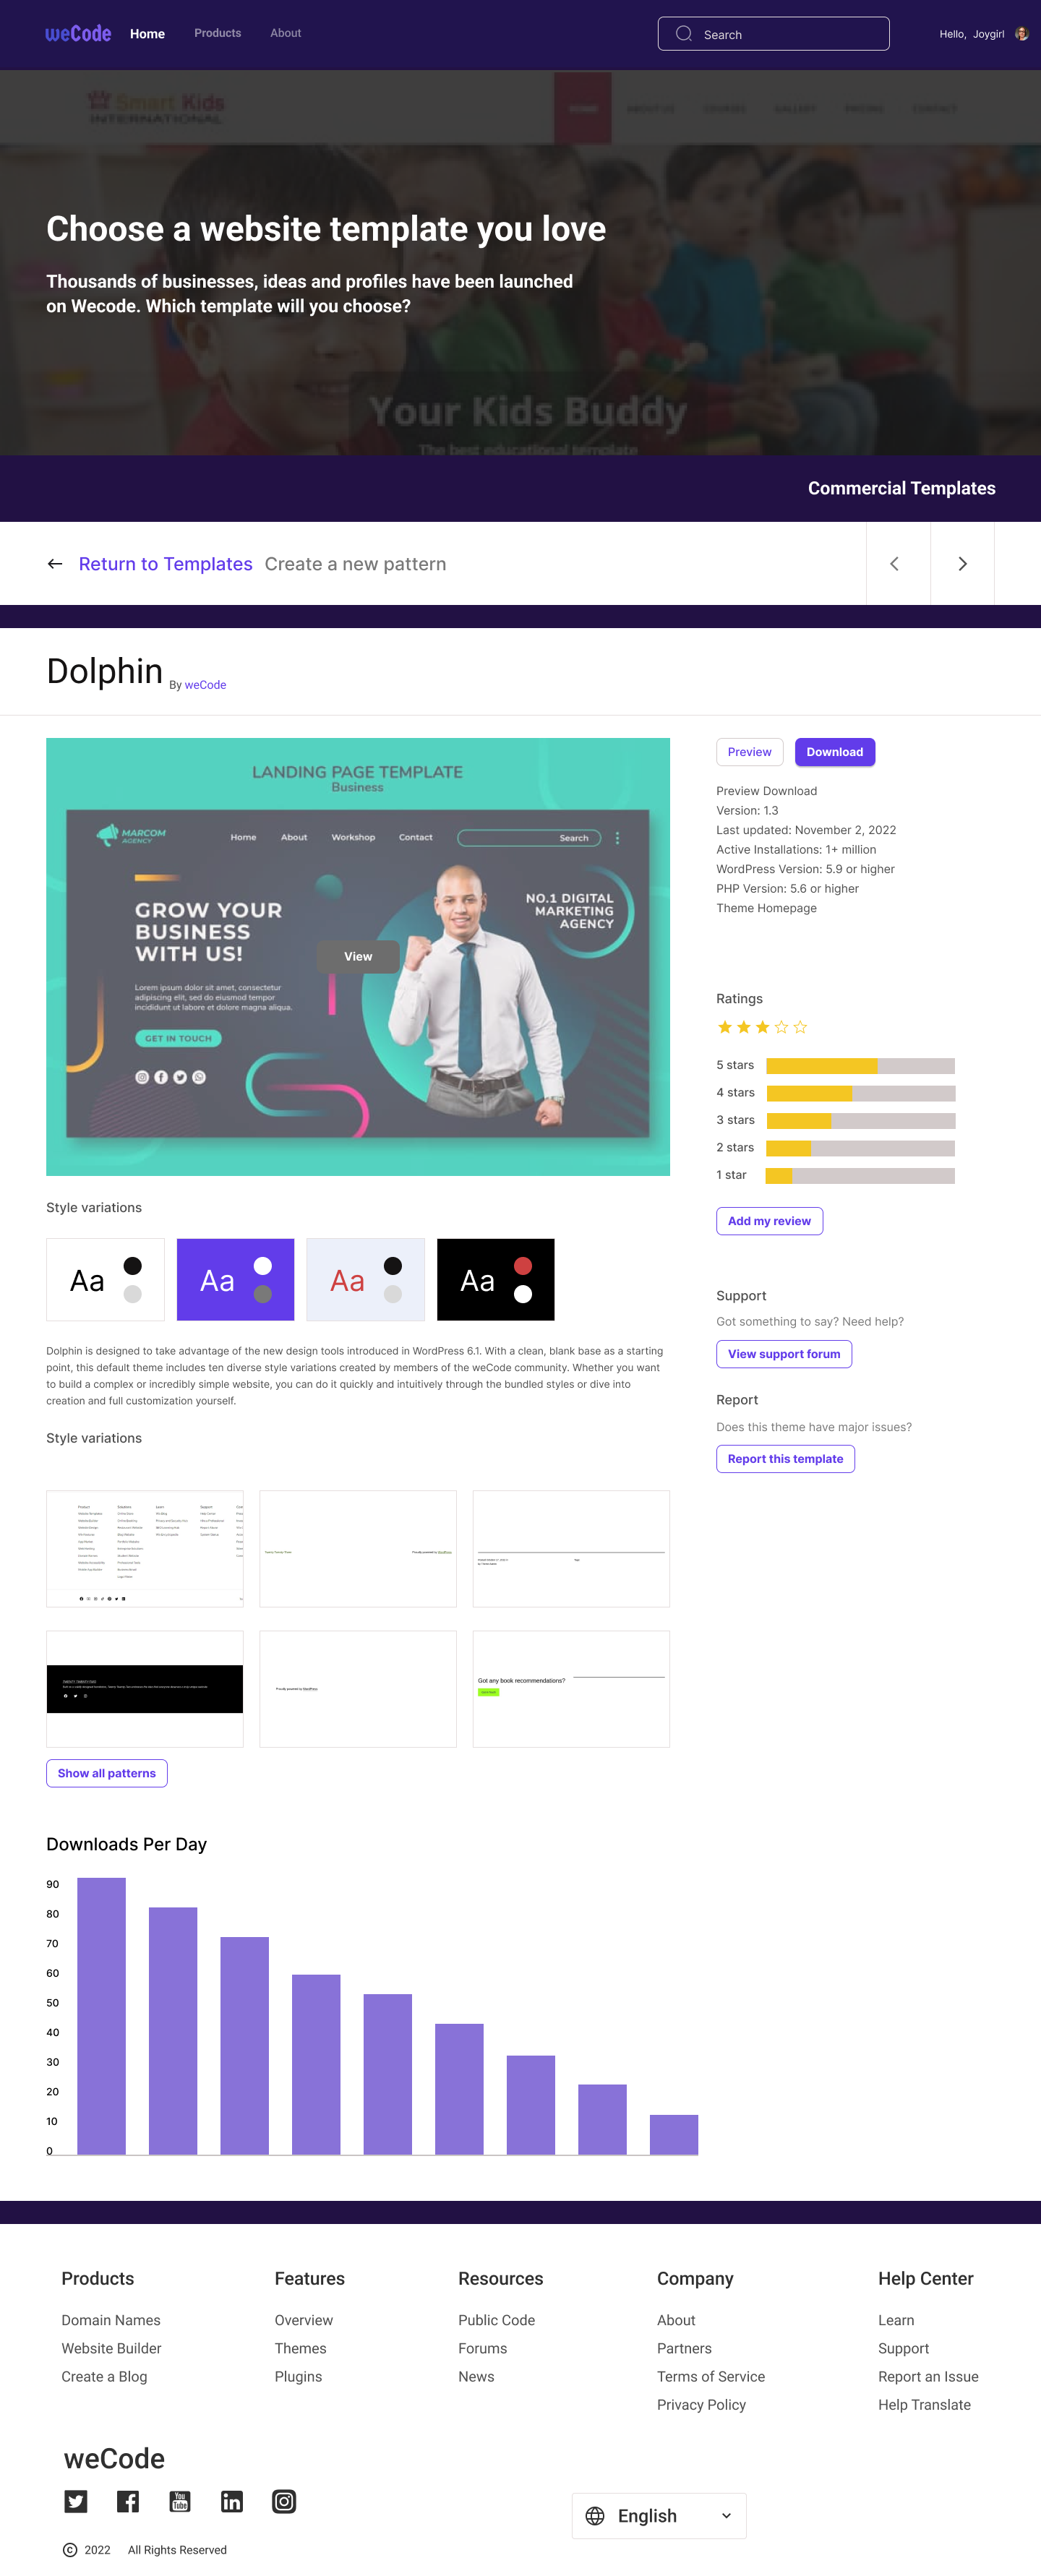 weCode
Home
Products
About
Search
Hello, Joygirl
Smart Kids
INTERNATIONAL
HOME
ABOUT US
COURSES
GALLERY
PRICING
CONTACT
Choose a website template you love
Thousands of businesses, ideas and profiles have been launched
on Wecode. Which template will you choose?
Your Kids Buddy
The best educational template
Commercial Templates
Return to Templates
Create a new pattern
Dolphin
By weCode
LANDING PAGE TEMPLATE
Business
MARCOM
AGENCY
Home
About
Workshop
Contact
Search
GROW YOUR
BUSINESS
WITH US!
NO.1 DIGITAL
MARKETING
AGENCY
View
Lorem ipsum dolor sit amet, consectetur
adipiscing elit, sed do eiusmod tempor
incididunt ut labore et dolore magna aliqua.
GET IN TOUCH
Preview
Download
Preview Download
Version: 1.3
Last updated: November 2, 2022
Active Installations: 1+ million
WordPress Version: 5.9 or higher
PHP Version: 5.6 or higher
Theme Homepage
Ratings
5 stars
4 stars
3 stars
2 stars
1 star
Add my review
Support
Got something to say? Need help?
View support forum
Report
Does this theme have major issues?
Report this template
Style variations
Aa
Aa
Aa
Aa
Dolphin is designed to take advantage of the new design tools introduced in WordPress 6.1. With a clean, blank base as a starting
point, this default theme includes ten diverse style variations created by members of the weCode community. Whether you want
to build a complex or incredibly simple website, you can do it quickly and intuitively through the bundled styles or dive into
creation and full customization yourself.
Style variations
Product
Solutions
Learn
Support
Proudly powered by WordPress
Proudly powered by WordPress
Got any book recommendations?
Show all patterns
Downloads Per Day
90
80
70
60
50
40
30
20
10
0
Products
Domain Names
Website Builder
Create a Blog
Features
Overview
Themes
Plugins
Resources
Public Code
Forums
News
Company
About
Partners
Terms of Service
Privacy Policy
Help Center
Learn
Support
Report an Issue
Help Translate
weCode
You
Tube
in
English
© 2022 All Rights Reserved